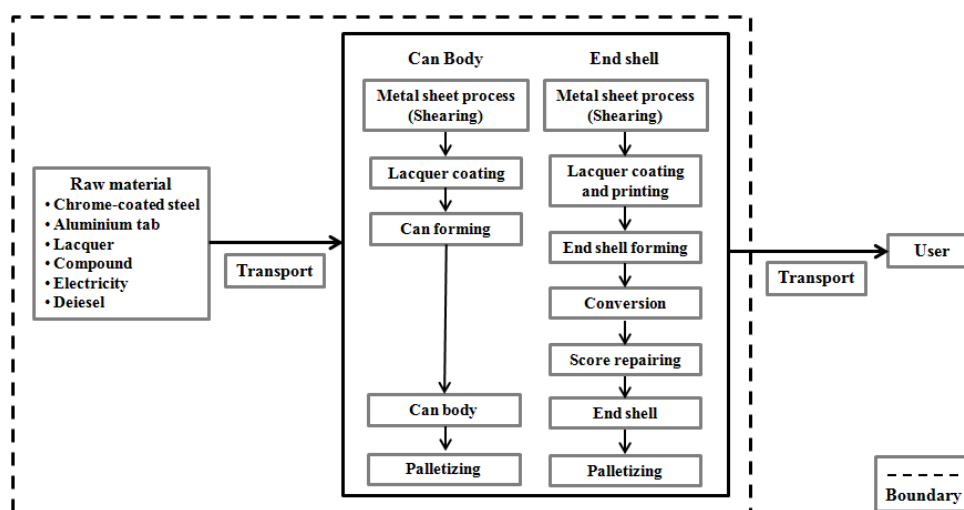 Raw material
• Chrome-coated steel
• Aluminium tab
• Lacquer
• Compound
• Electricity
• Deiesel
Transport
Can Body
Metal sheet process
(Shearing)
Lacquer coating
Can forming
Can body
Palletizing
End shell
Metal sheet process
(Shearing)
Lacquer coating
and printing
End shell forming
Conversion
Score repairing
End shell
Palletizing
Transport
User
Boundary